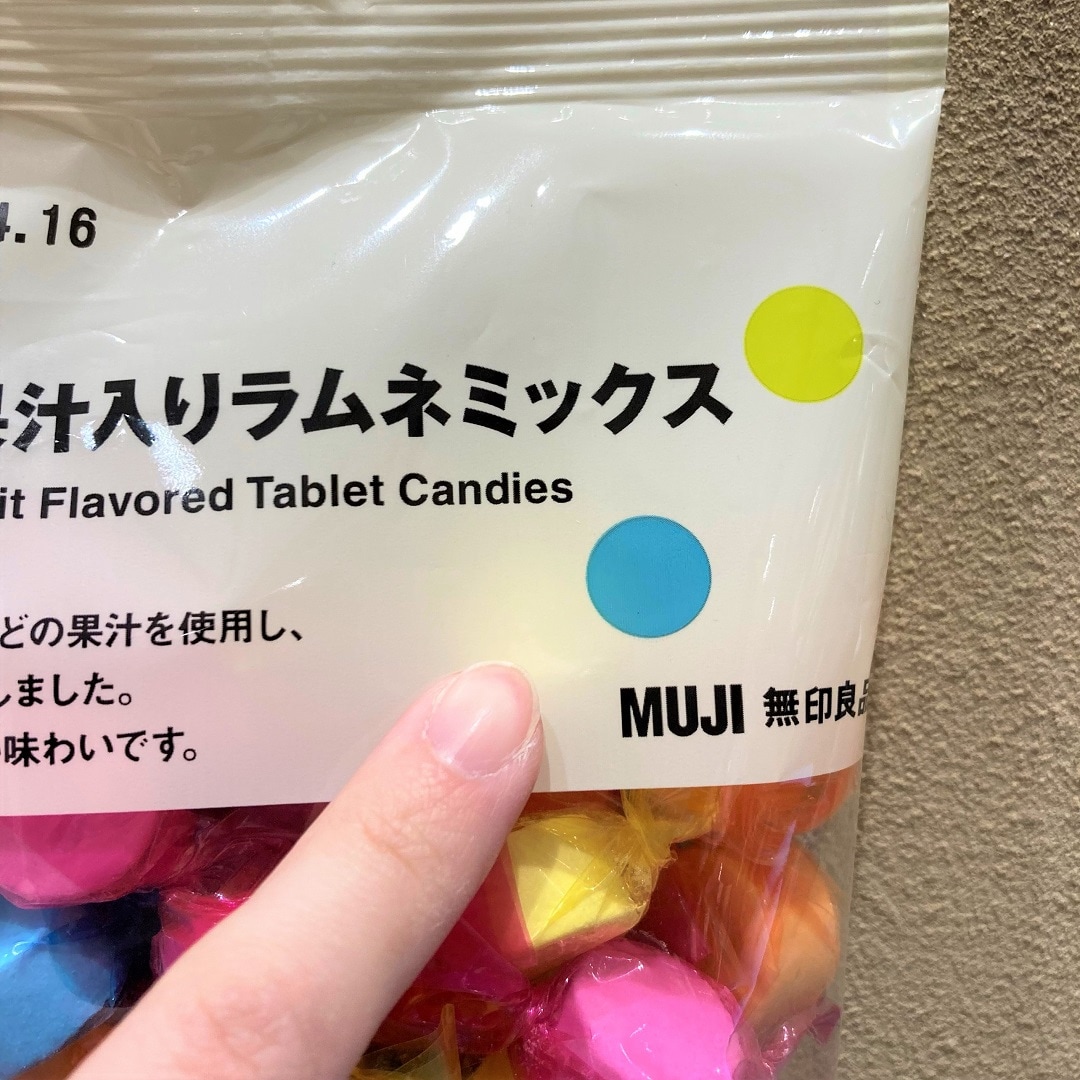 4.16
果汁入りラムネミックス
it Flavored Tablet Candies
どの果汁を使用し、
しました。
味わいです。
MUJI 無印良品